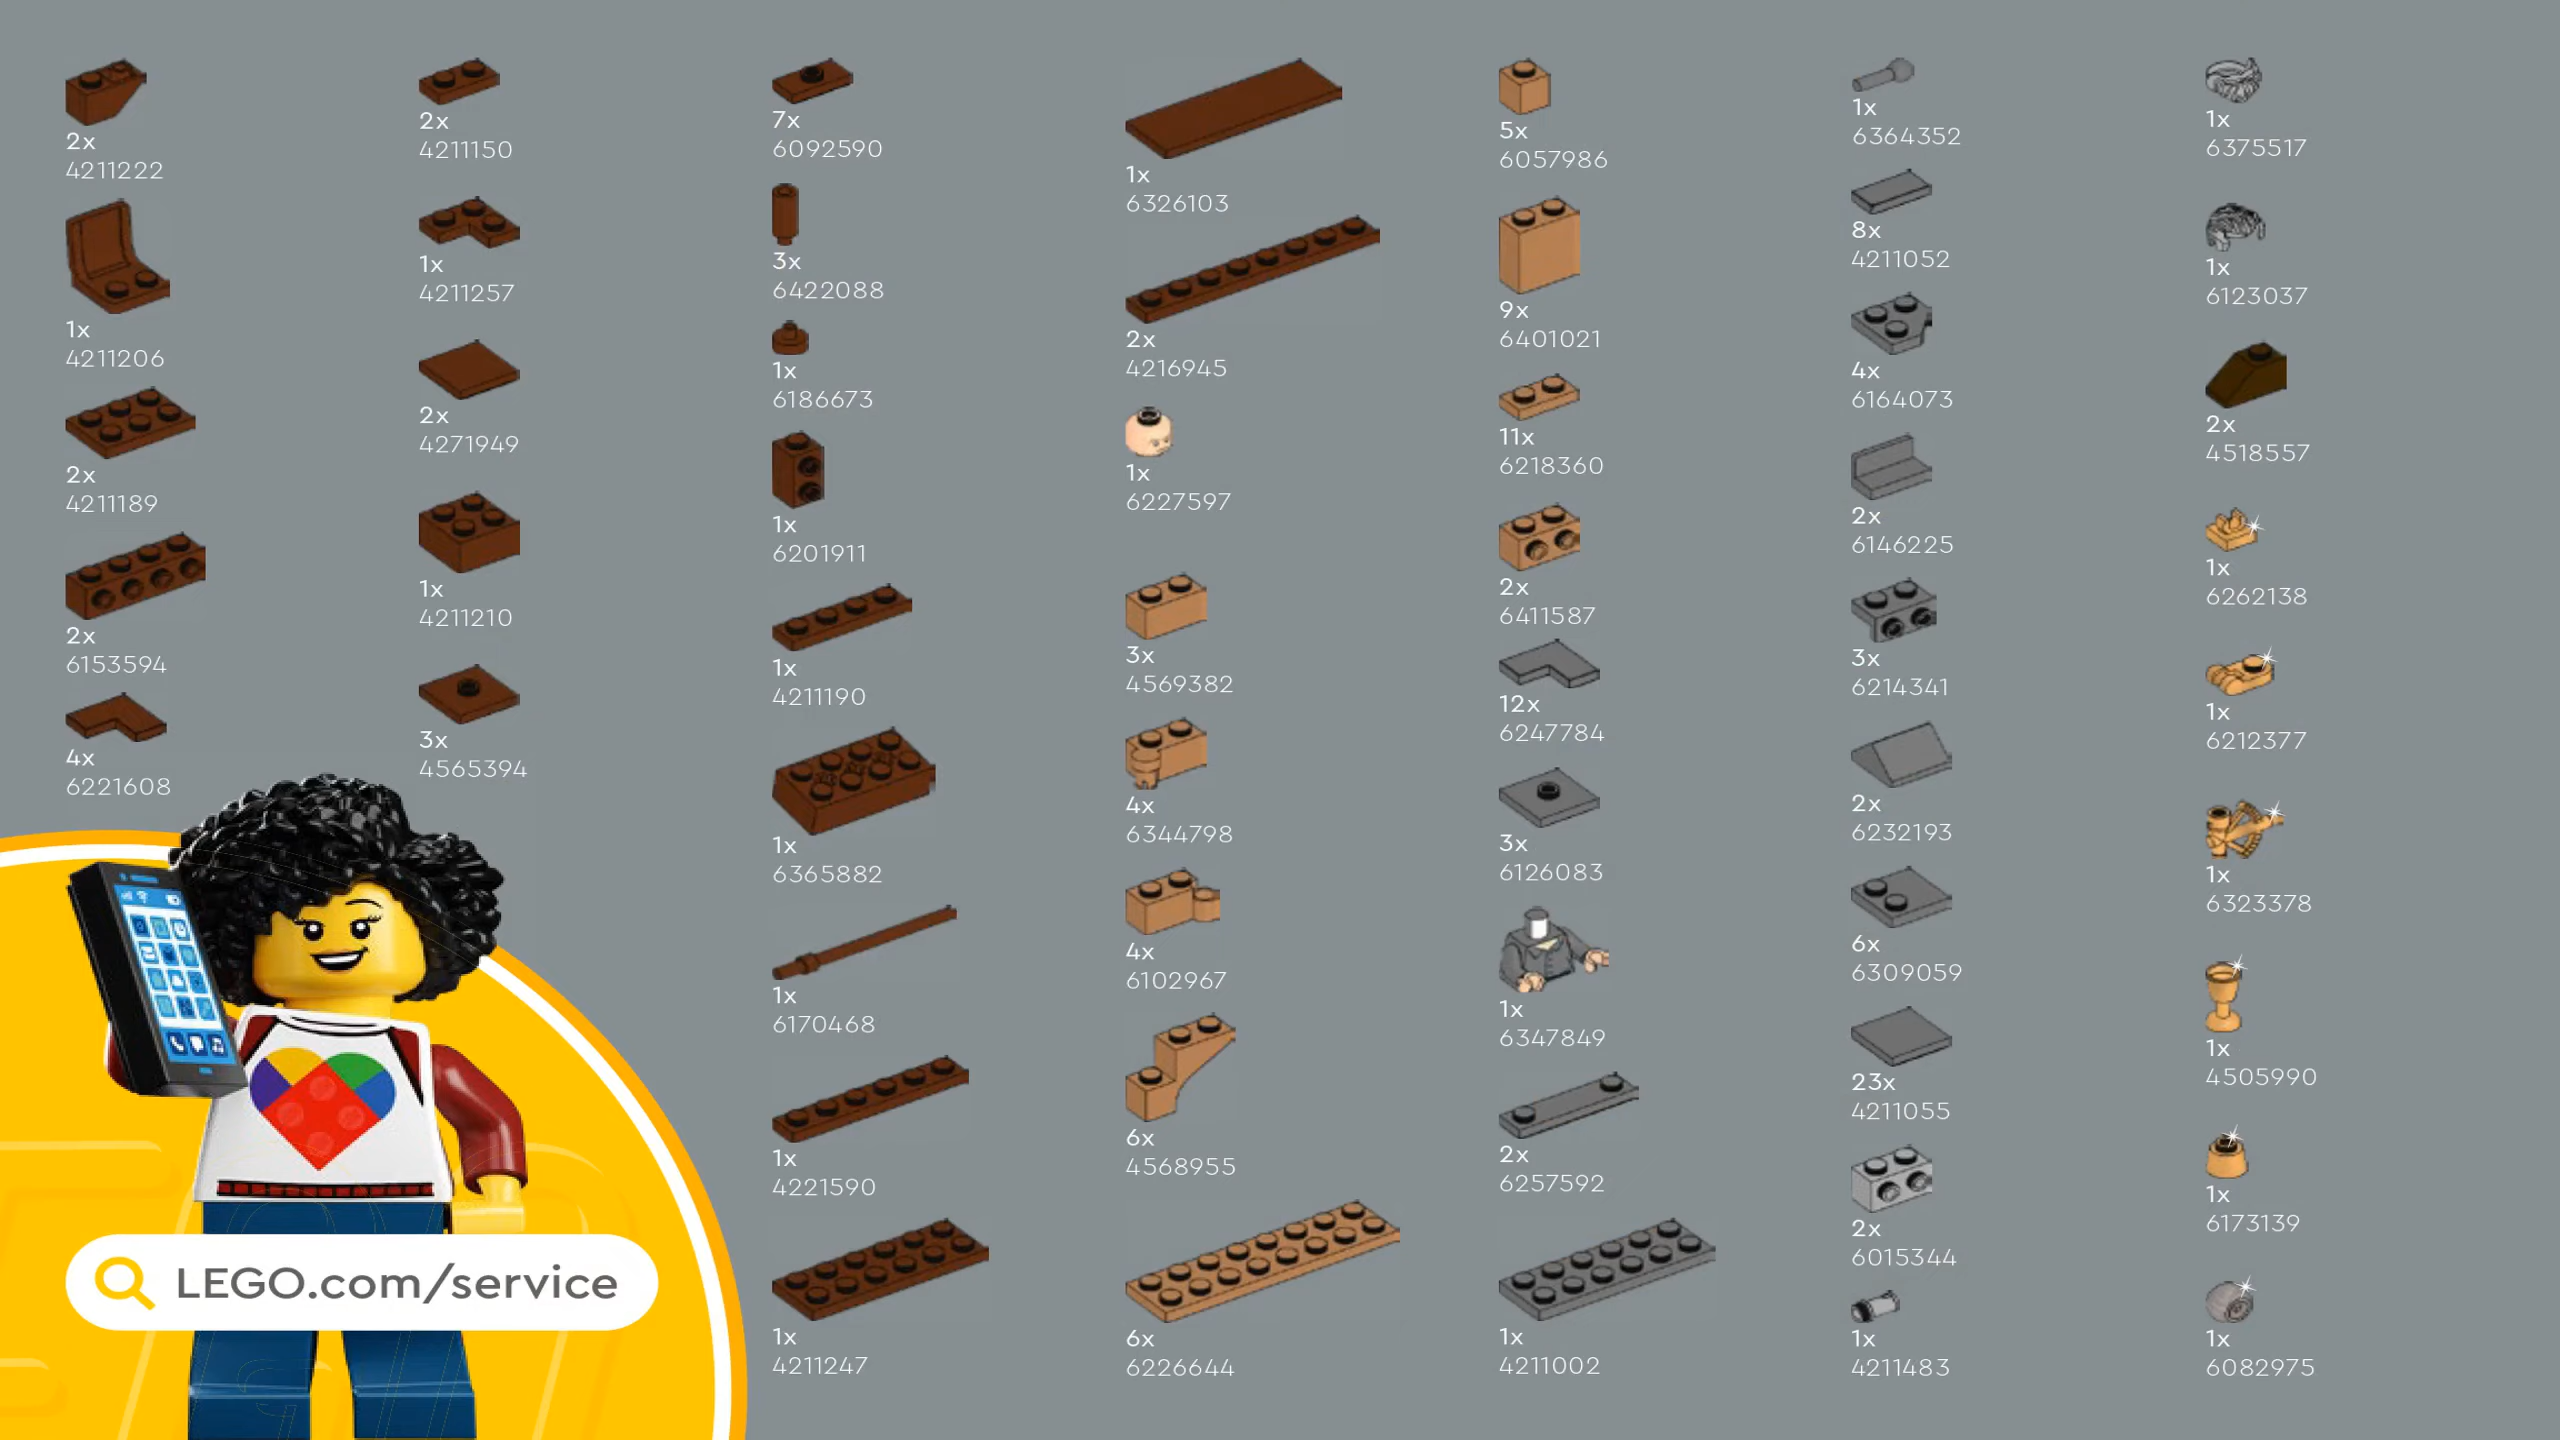 2x
4211222
1x
4211206
2x
4211189
2x
6153594
4x
6221608
2x
4211150
1x
4211257
2x
4271949
1x
4211210
3x
4565394
7x
6092590
3x
6422088
1x
6186673
1x
6201911
1x
4211190
1x
6365882
1x
6170468
1x
4221590
1x
4211247
1x
6326103
2x
4216945
1x
6227597
3x
4569382
4x
6344798
4x
6102967
6x
4568955
6x
6226644
5x
6057986
9x
6401021
11x
6218360
2x
6411587
12x
6247784
3x
6126083
1x
6347849
2x
6257592
1x
4211002
1x
6364352
8x
4211052
4x
6164073
2x
6146225
3x
6214341
2x
6232193
6x
6309059
23x
4211055
2x
6015344
1x
4211483
1x
6375517
1x
6123037
2x
4518557
1x
6262138
1x
6212377
1x
6323378
1x
4505990
1x
6173139
1x
6082975
LEGO.com/service